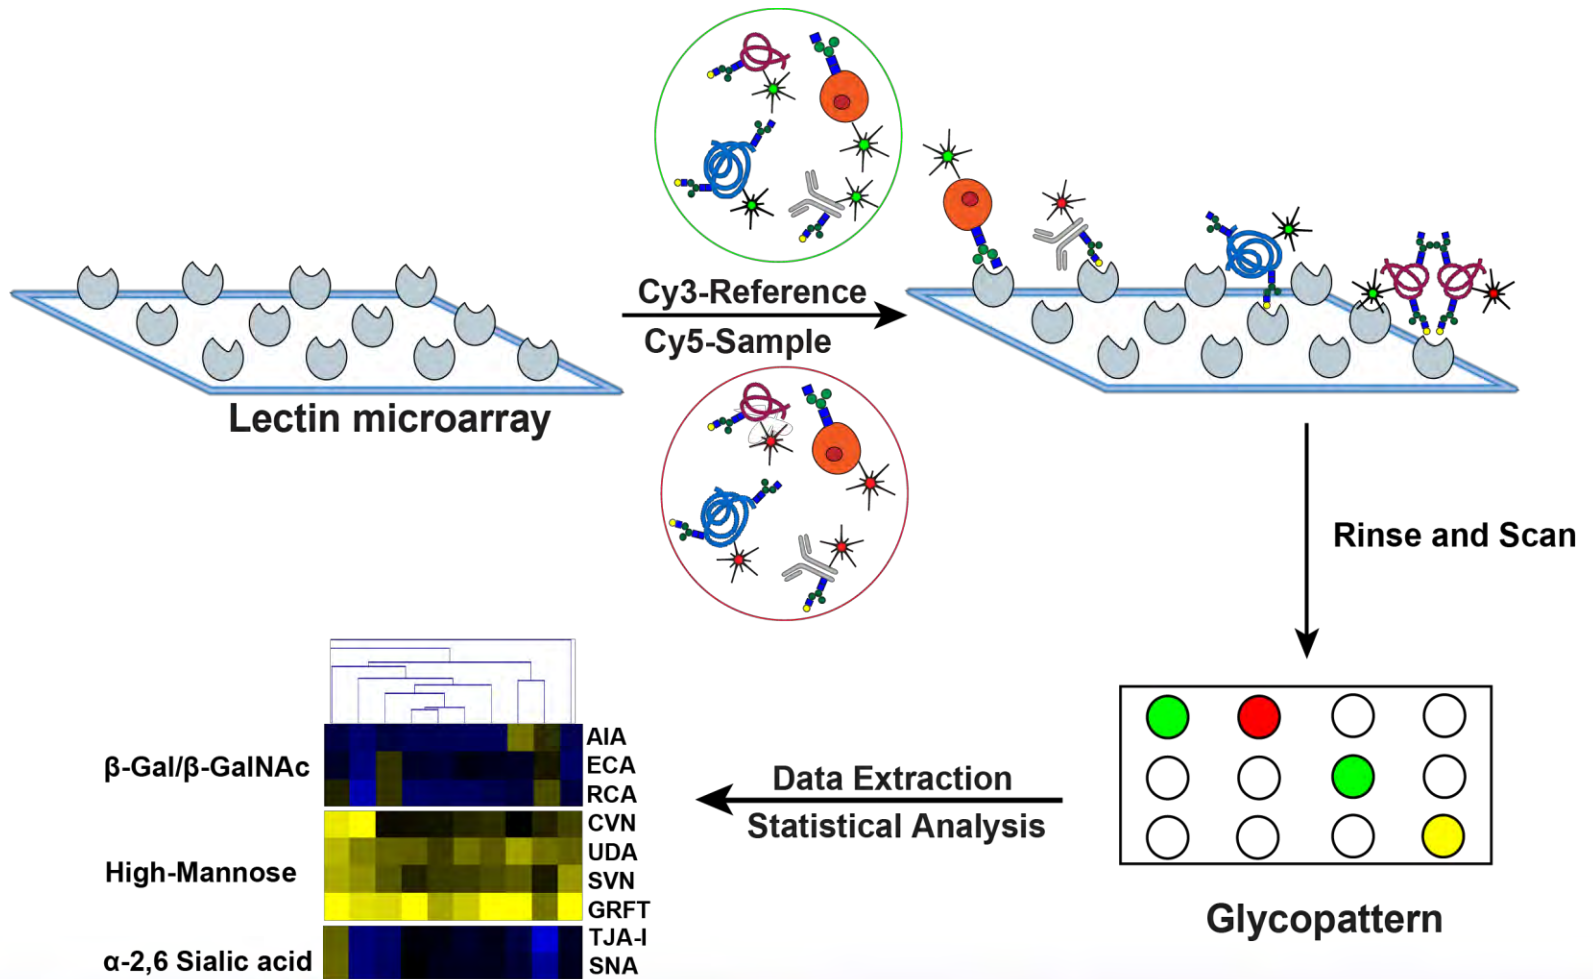 Cy3-Reference
Cy5-Sample
Lectin microarray
Rinse and Scan
Data Extraction
Statistical Analysis
Glycopattern
β-Gal/β-GalNAc
AIA
ECA
RCA
High-Mannose
CVN
UDA
SVN
GRFT
α-2,6 Sialic acid
TJA-I
SNA